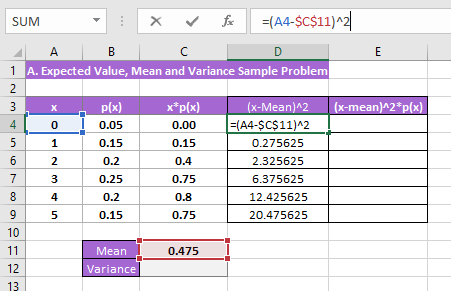 SUM fx =(A4-$C$11)^2
A B C D E
1 A. Expected Value, Mean and Variance Sample Problem
2
3 x p(x) x*p(x) (x-Mean)^2 (x-mean)^2*p(x)
4 0 0.05 0.00 =(A4-$C$11)^2
5 1 0.15 0.15 0.275625
6 2 0.2 0.4 2.325625
7 3 0.25 0.75 6.375625
8 4 0.2 0.8 12.425625
9 5 0.15 0.75 20.475625
10
11 Mean 0.475
12 Variance
13